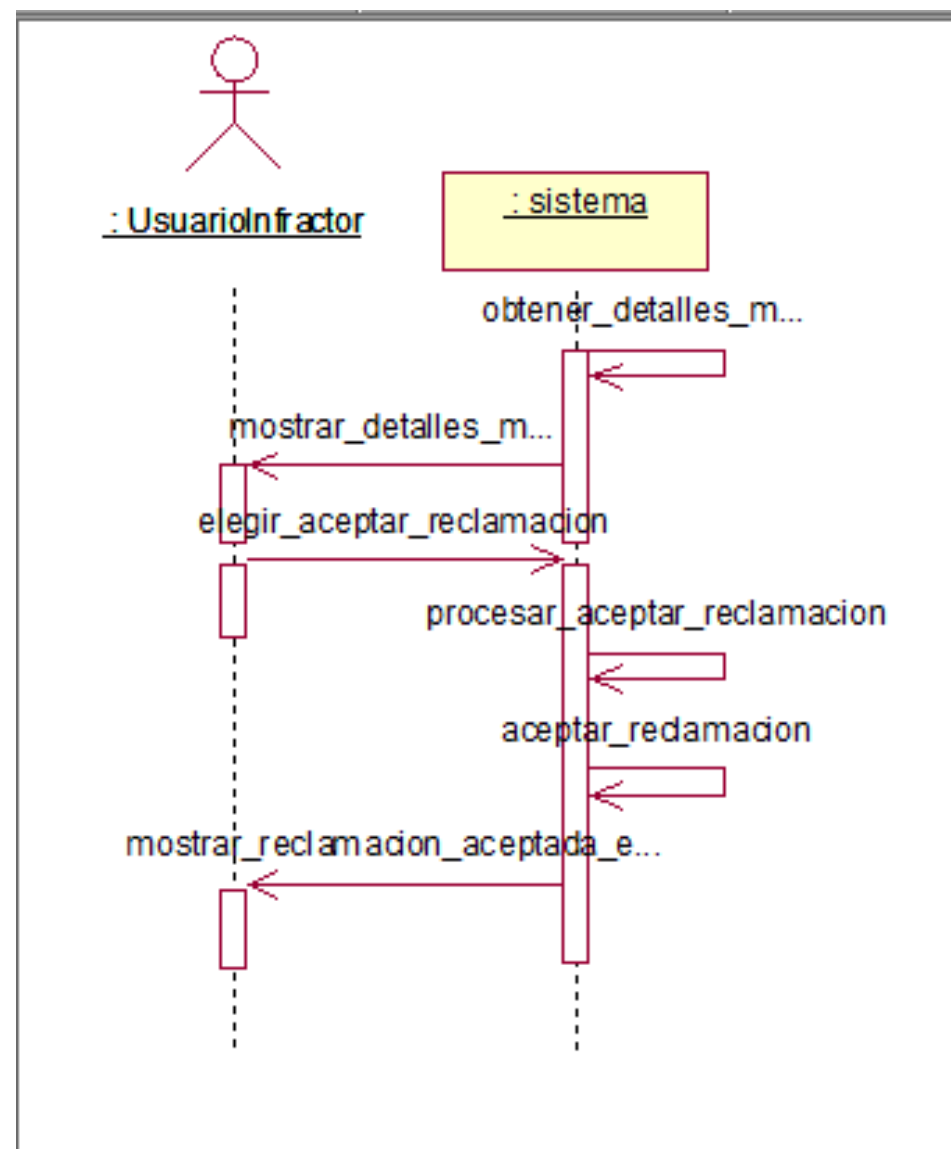 : UsuarioInfractor
: sistema
obtener_detalles_m...
mostrar_detalles_m...
elegir_aceptar_reclamacion
procesar_aceptar_reclamacion
aceptar_reclamacion
mostrar_reclamacion_aceptada_e...